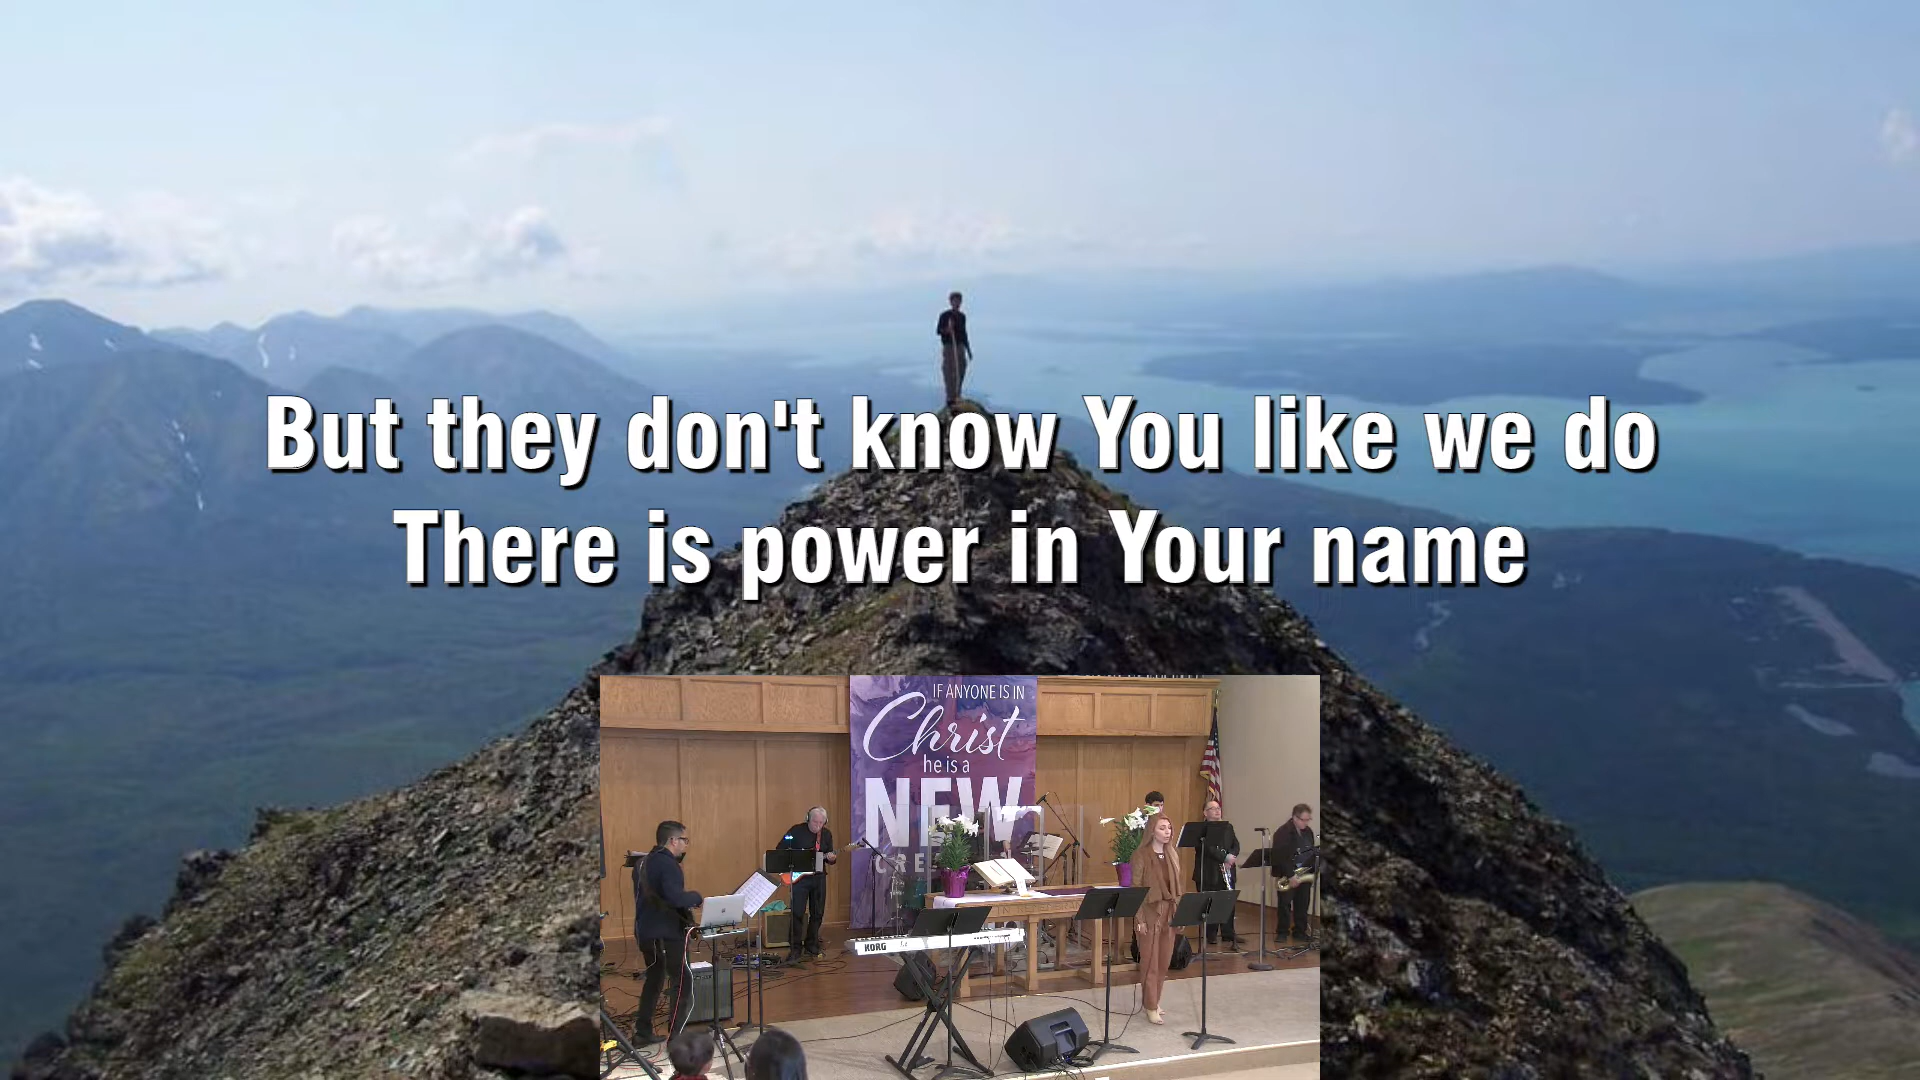 But they don't know You like we do
There is power in Your name
IF ANYONE IS IN
Christ
he is a
NEW
CRE
KORG